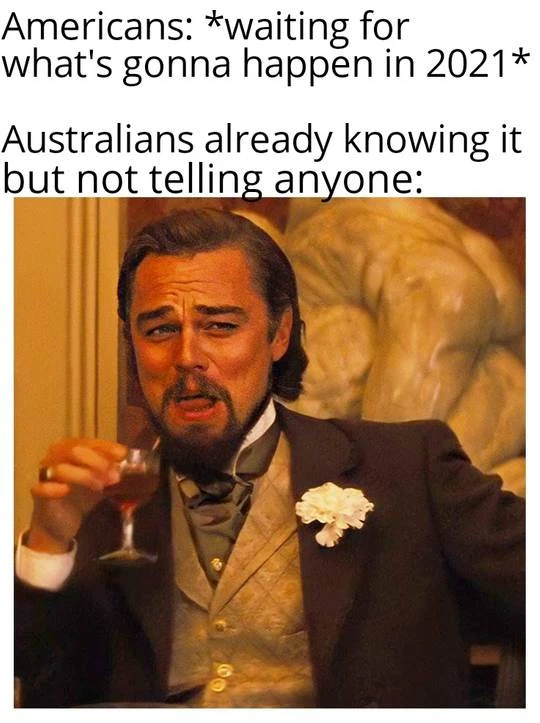 Americans: *waiting for
what's gonna happen in 2021*
Australians already knowing it
but not telling anyone: